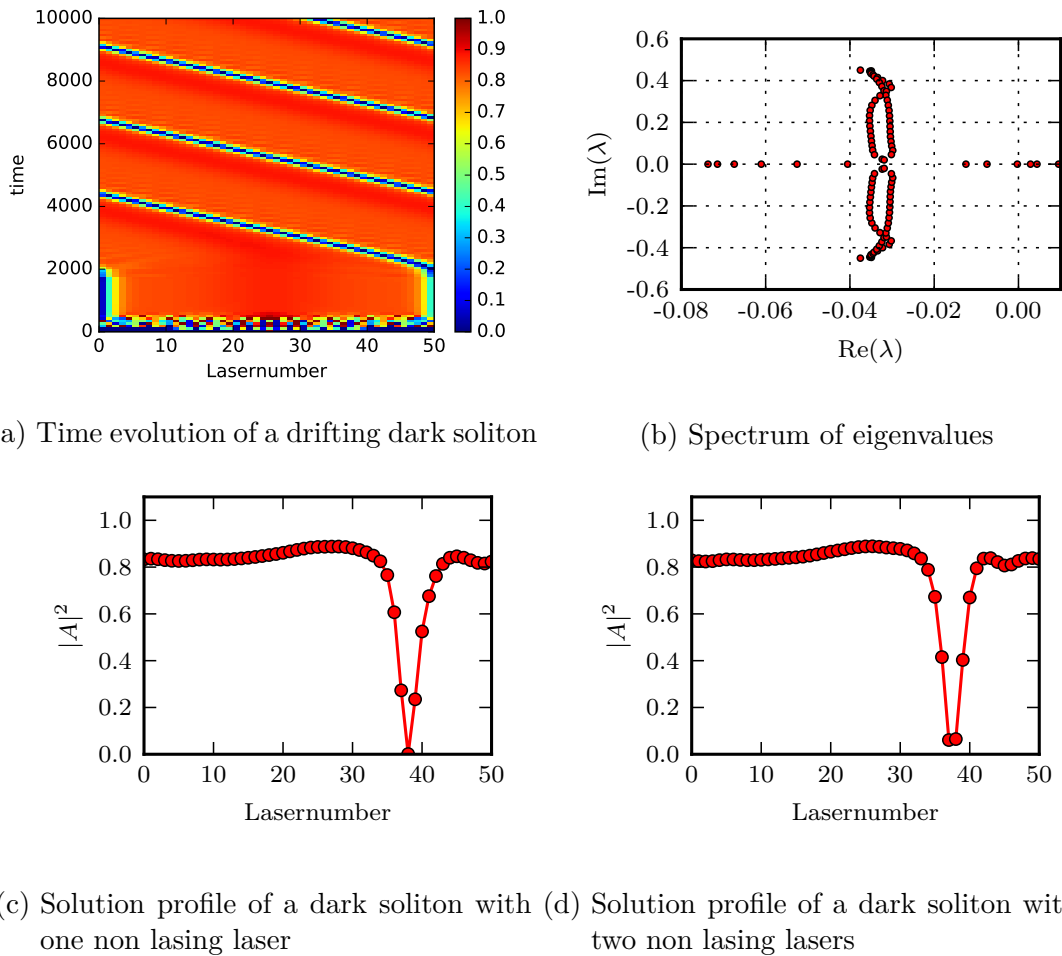 10000
8000
6000
4000
2000
0
time
0 10 20 30 40 50
Lasernumber
1.0
0.9
0.8
0.7
0.6
0.5
0.4
0.3
0.2
0.1
0.0
0.6
0.4
0.2
0.0
-0.2
-0.4
-0.6
Im(λ)
-0.08 -0.06 -0.04 -0.02 0.00
Re(λ)
a) Time evolution of a drifting dark soliton
(b) Spectrum of eigenvalues
1.0
0.8
0.6
0.4
0.2
0.0
|A|²
0 10 20 30 40 50
Lasernumber
1.0
0.8
0.6
0.4
0.2
0.0
|A|²
0 10 20 30 40 50
Lasernumber
(c) Solution profile of a dark soliton with
one non lasing laser
(d) Solution profile of a dark soliton wit
two non lasing lasers